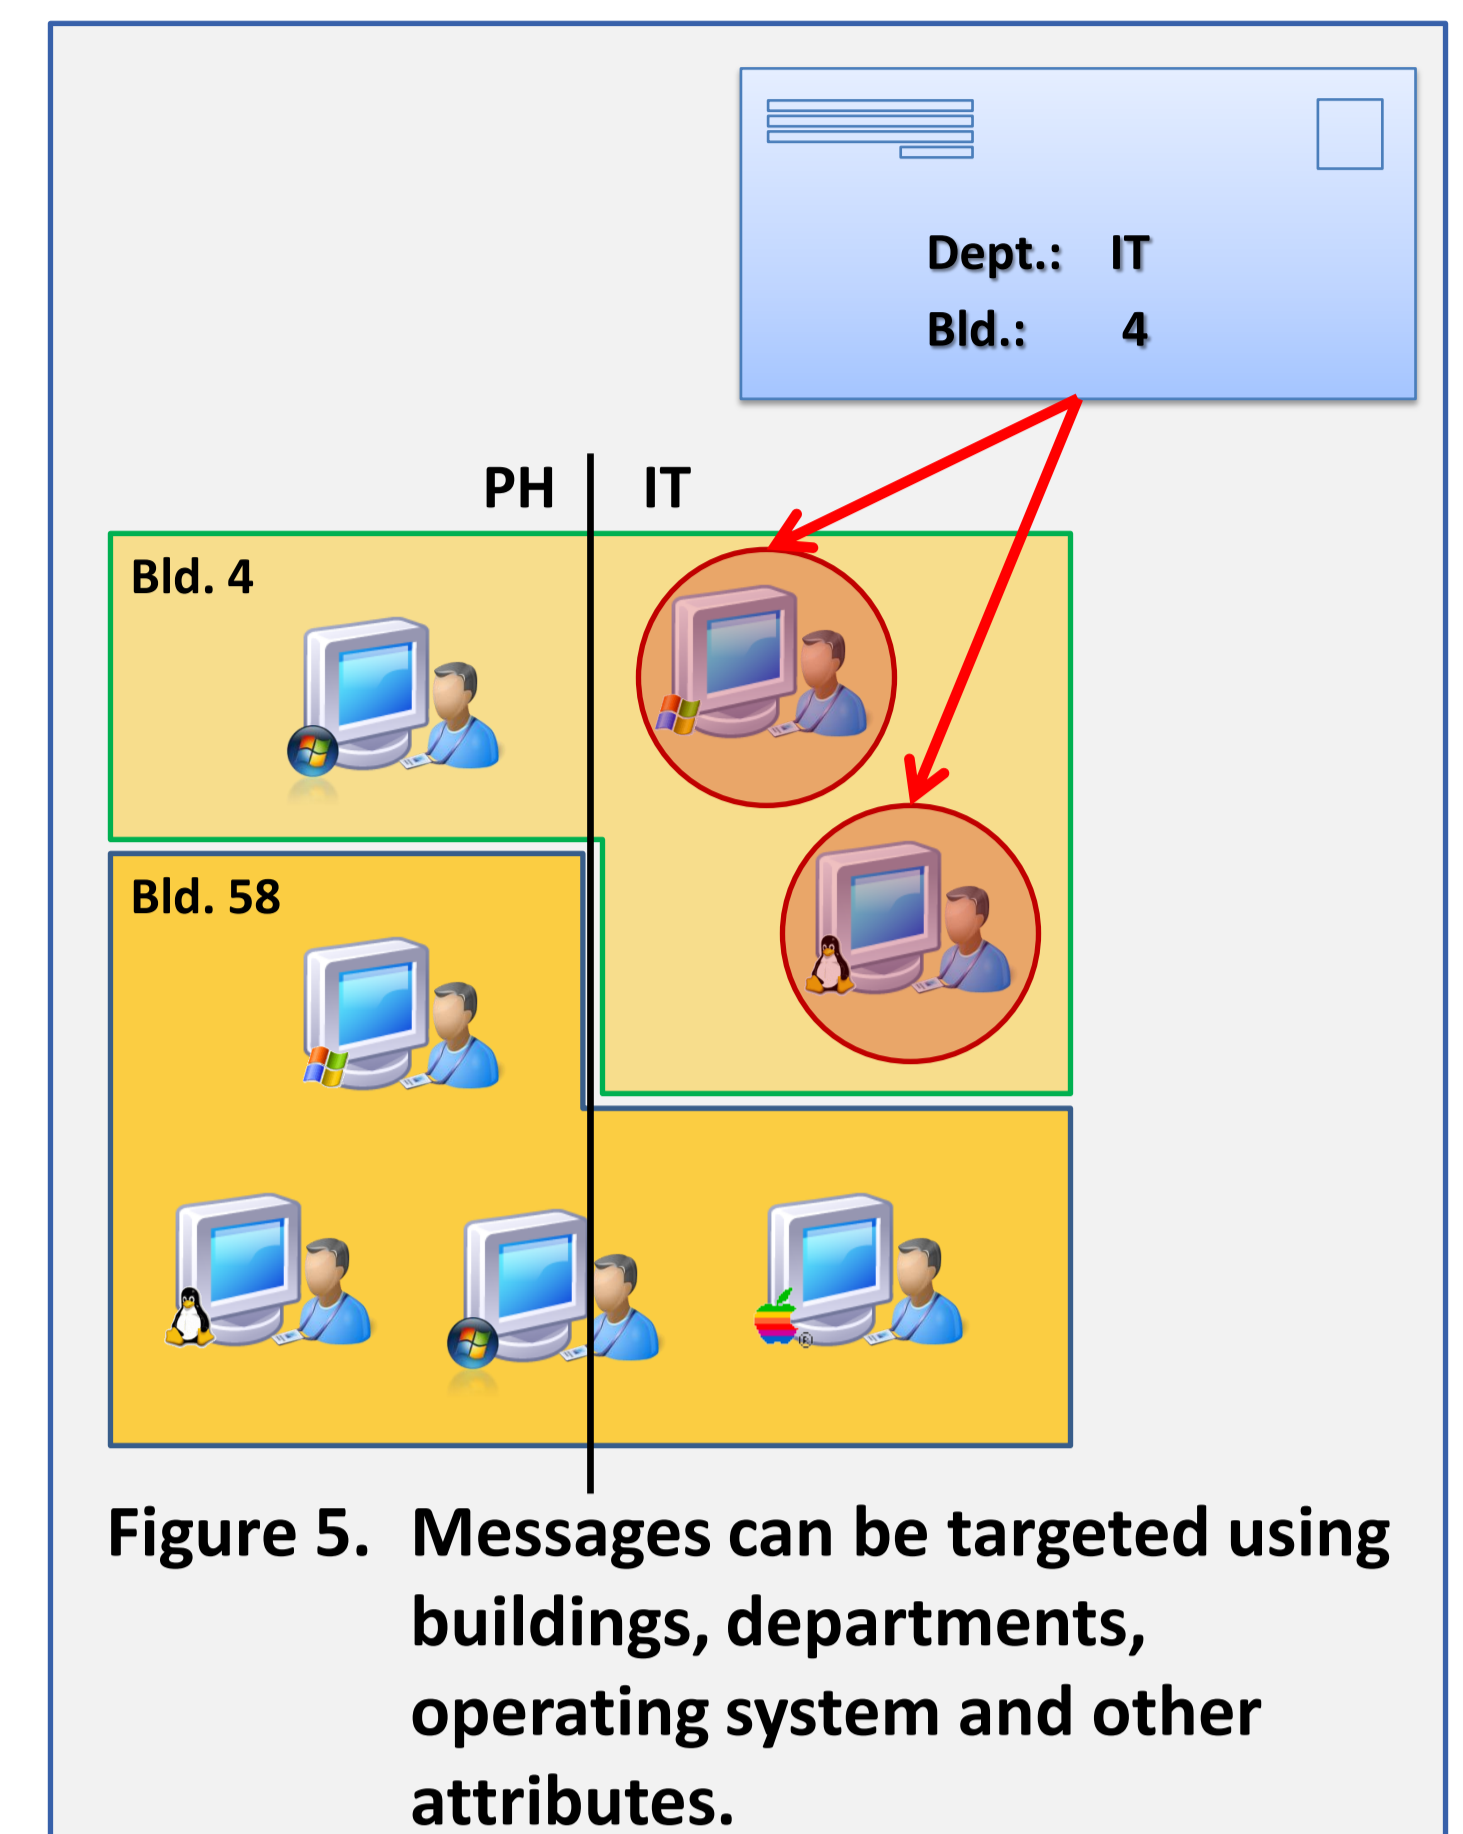 Dept.: IT
Bld.: 4
PH IT
Bld. 4
Bld. 58
®
Figure 5. Messages can be targeted using
buildings, departments,
operating system and other
attributes.